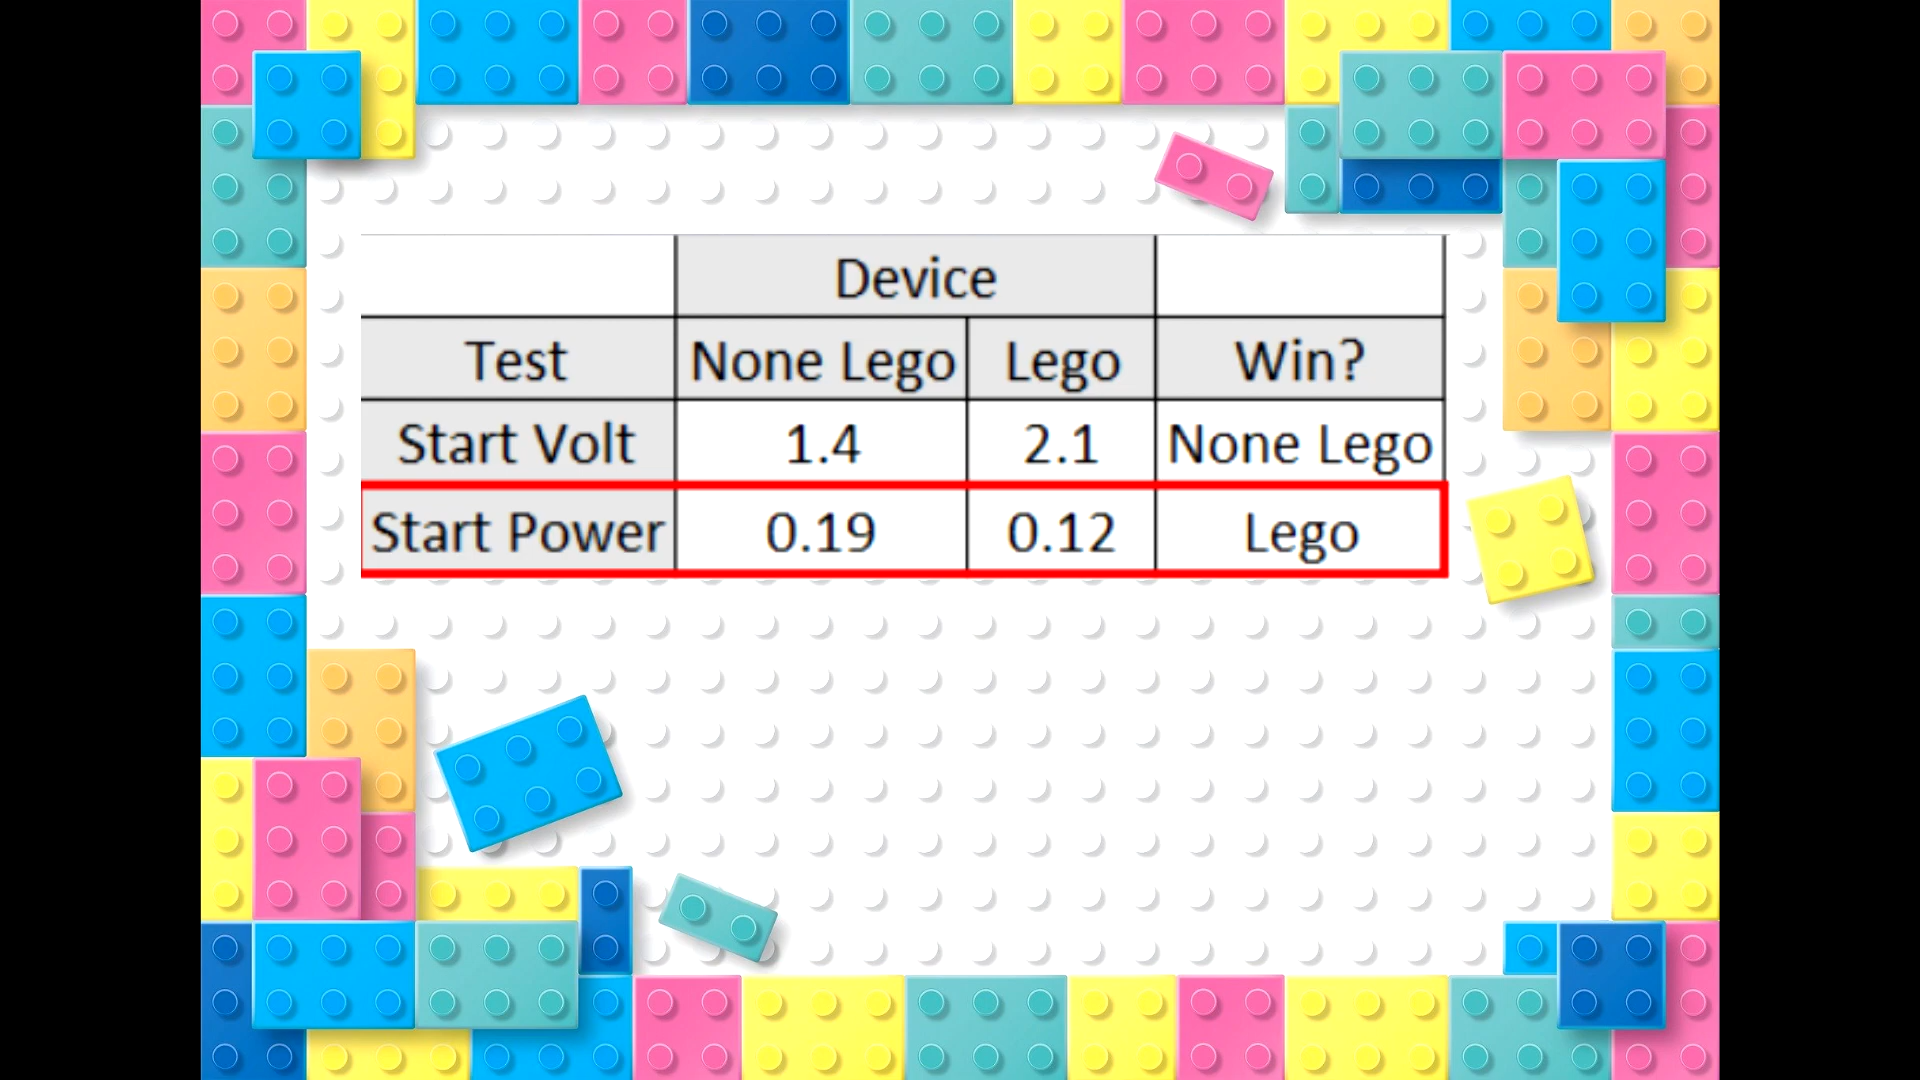 Device
Test None Lego Lego Win?
Start Volt 1.4 2.1 None Lego
Start Power 0.19 0.12 Lego